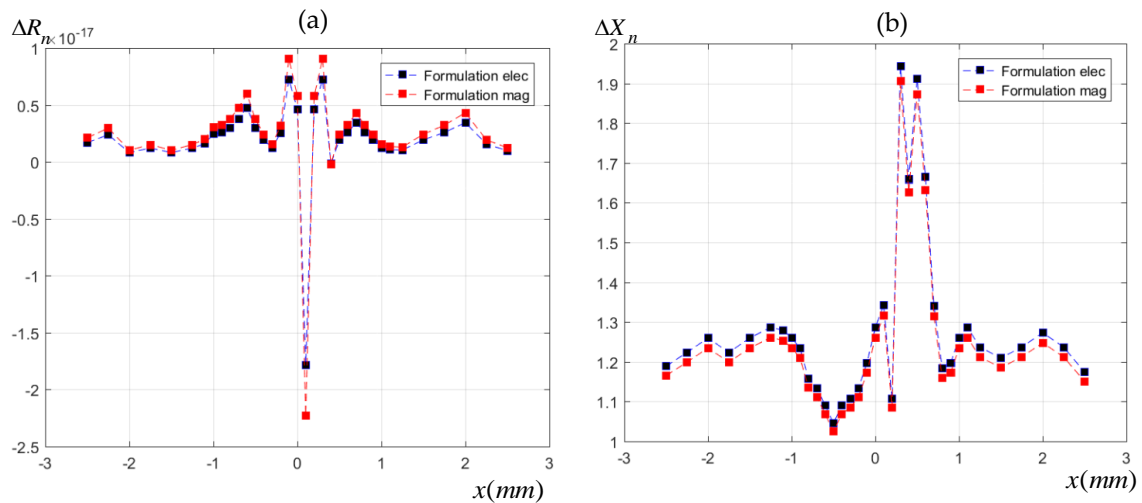 (a)
ΔR_n ×10^-17
1
0.5
0
-0.5
-1
-1.5
-2
-2.5
-3 -2 -1 0 1 2 3
x(mm)
Formulation elec
Formulation mag
(b)
ΔX_n
2
1.9
1.8
1.7
1.6
1.5
1.4
1.3
1.2
1.1
1
-3 -2 -1 0 1 2 3
x(mm)
Formulation elec
Formulation mag